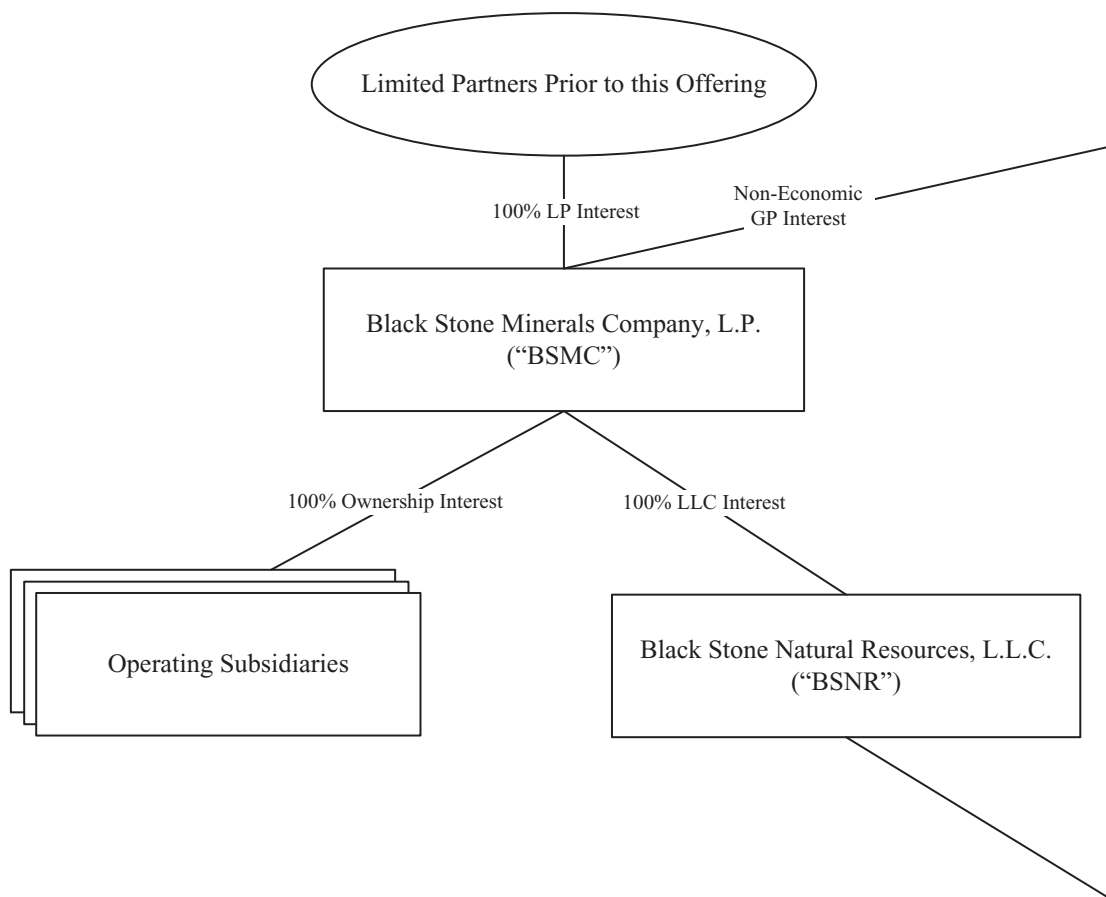 Limited Partners Prior to this Offering
100% LP Interest
Non-Economic
GP Interest
Black Stone Minerals Company, L.P.
(“BSMC”)
100% Ownership Interest
100% LLC Interest
Operating Subsidiaries
Black Stone Natural Resources, L.L.C.
(“BSNR”)